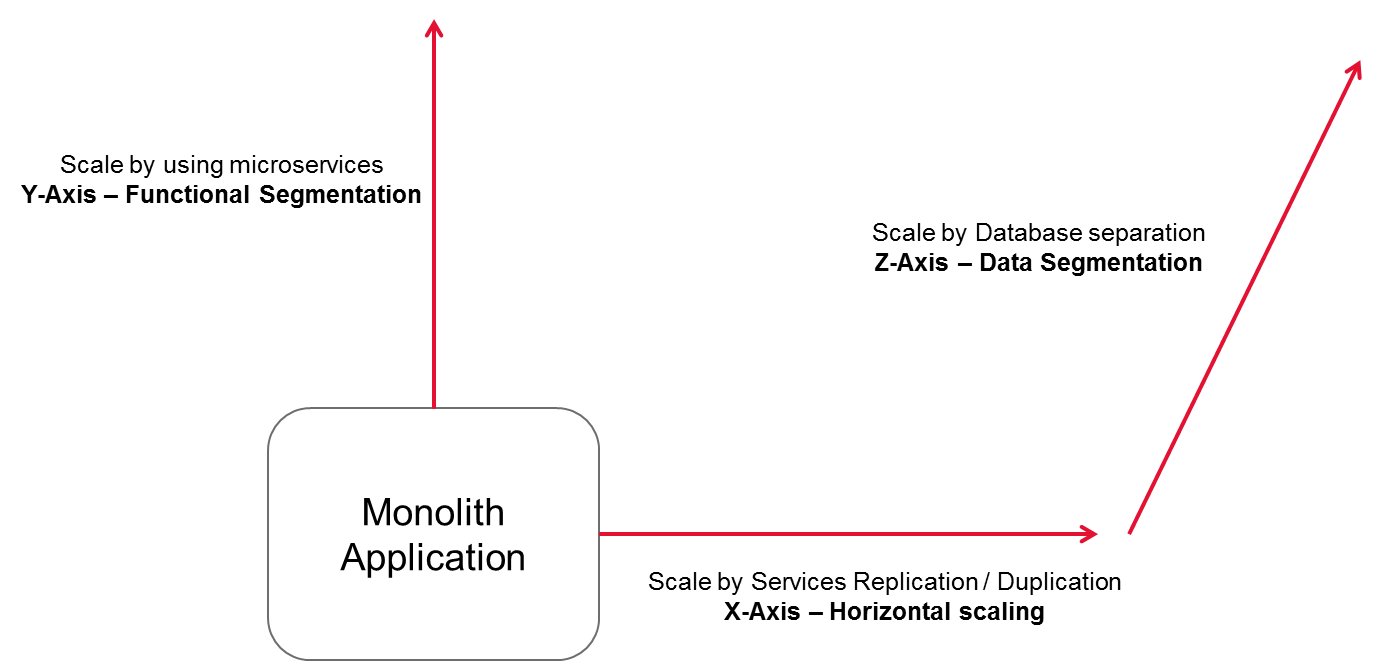 Scale by using microservices
Y-Axis – Functional Segmentation
Scale by Database separation
Z-Axis – Data Segmentation
Monolith
Application
Scale by Services Replication / Duplication
X-Axis – Horizontal scaling